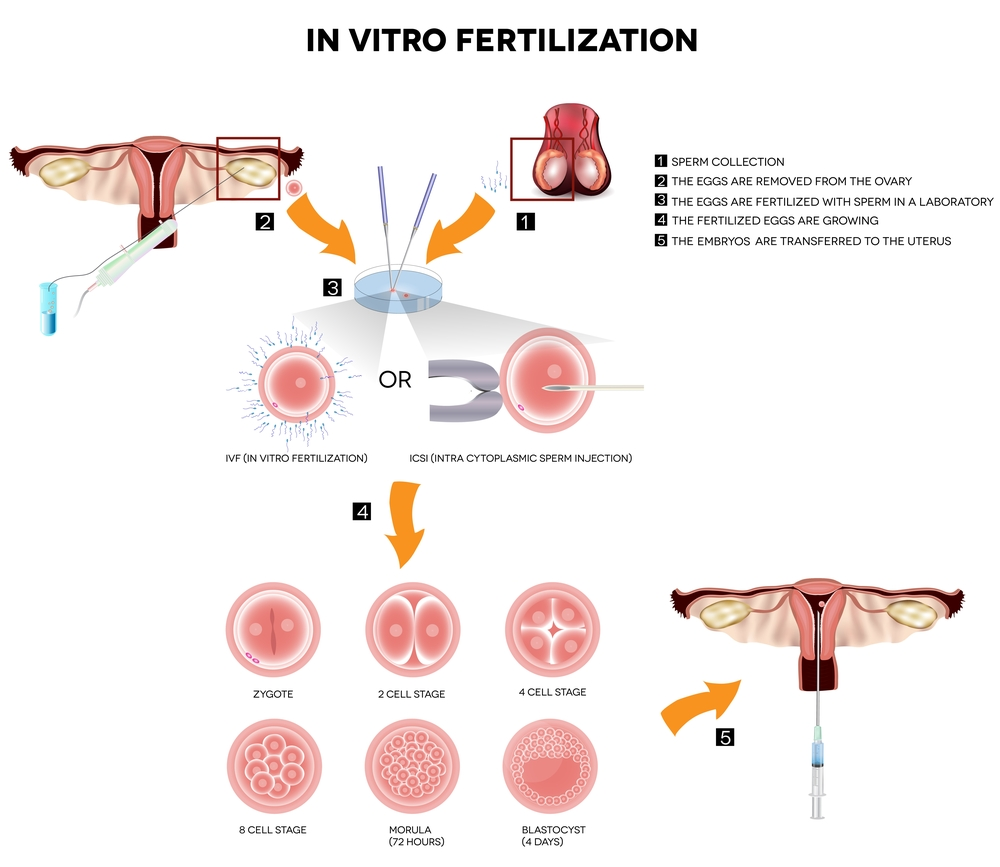 IN VITRO FERTILIZATION
1 SPERM COLLECTION
2 THE EGGS ARE REMOVED FROM THE OVARY
3 THE EGGS ARE FERTILIZED WITH SPERM IN A LABORATORY
4 THE FERTILIZED EGGS ARE GROWING
5 THE EMBRYOS ARE TRANSFERRED TO THE UTERUS
2
1
3
OR
IVF (IN VITRO FERTILIZATION)
ICSI (INTRA CYTOPLASMIC SPERM INJECTION)
4
ZYGOTE
2 CELL STAGE
4 CELL STAGE
5
8 CELL STAGE
MORULA
(72 HOURS)
BLASTOCYST
(4 DAYS)